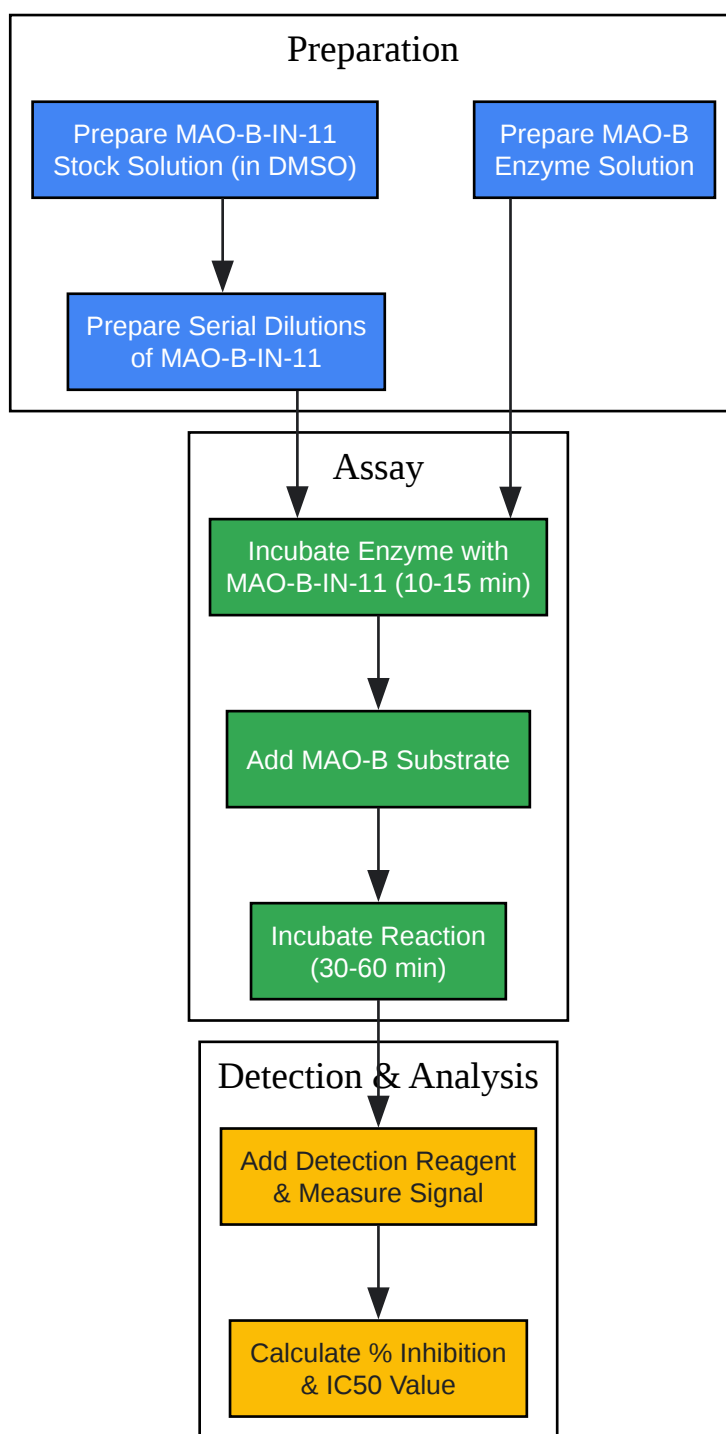 Preparation
Prepare MAO-B-IN-11
Stock Solution (in DMSO)
Prepare MAO-B
Enzyme Solution
Prepare Serial Dilutions
of MAO-B-IN-11
Assay
Incubate Enzyme with
MAO-B-IN-11 (10-15 min)
Add MAO-B Substrate
Incubate Reaction
(30-60 min)
Detection & Analysis
Add Detection Reagent
& Measure Signal
Calculate % Inhibition
& IC50 Value